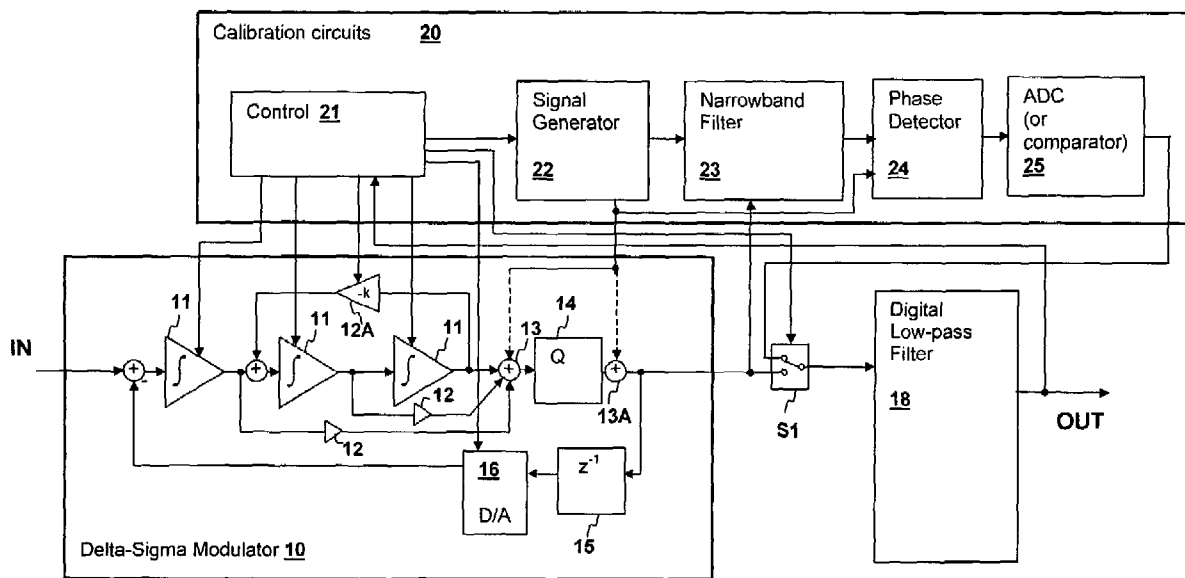 Calibration circuits 20
Control 21
Signal
Generator
22
Narrowband
Filter
23
Phase
Detector
24
ADC
(or
comparator)
25
IN
11
-k
12A
11
11
13
14
Q
13A
12
12
∫
∫
∫
-
16
D/A
z-1
15
S1
Digital
Low-pass
Filter
18
OUT
Delta-Sigma Modulator 10